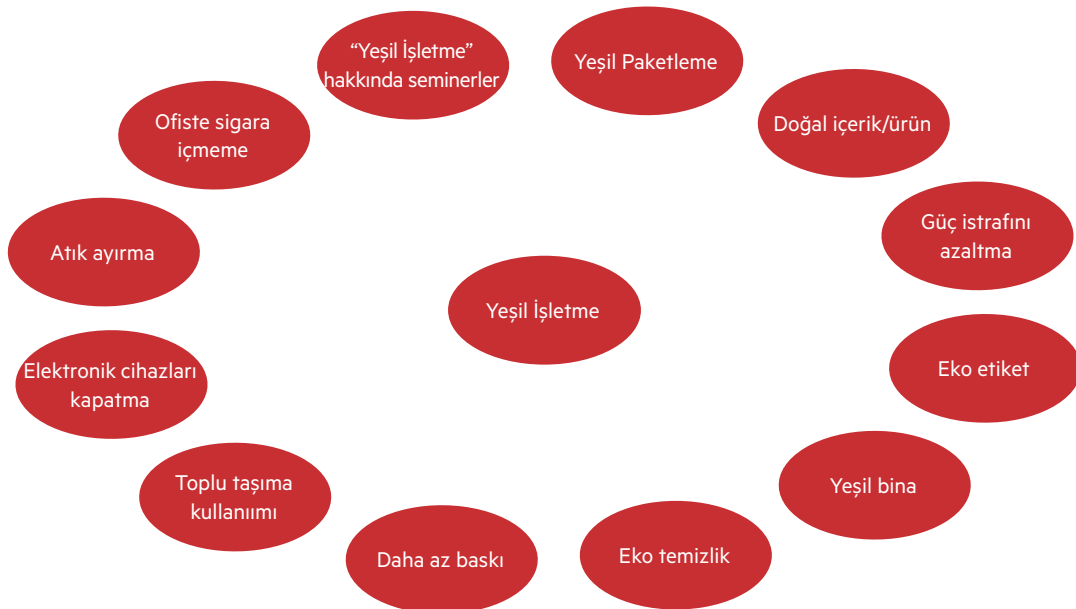 “Yeşil İşletme”
hakkında seminerler
Yeşil Paketleme
Doğal içerik/ürün
Ofiste sigara
içmeme
Güç istrafını
azaltma
Atık ayırma
Yeşil İşletme
Elektronik cihazları
kapatma
Eko etiket
Toplu taşıma
kullanıımı
Yeşil bina
Daha az baskı
Eko temizlik